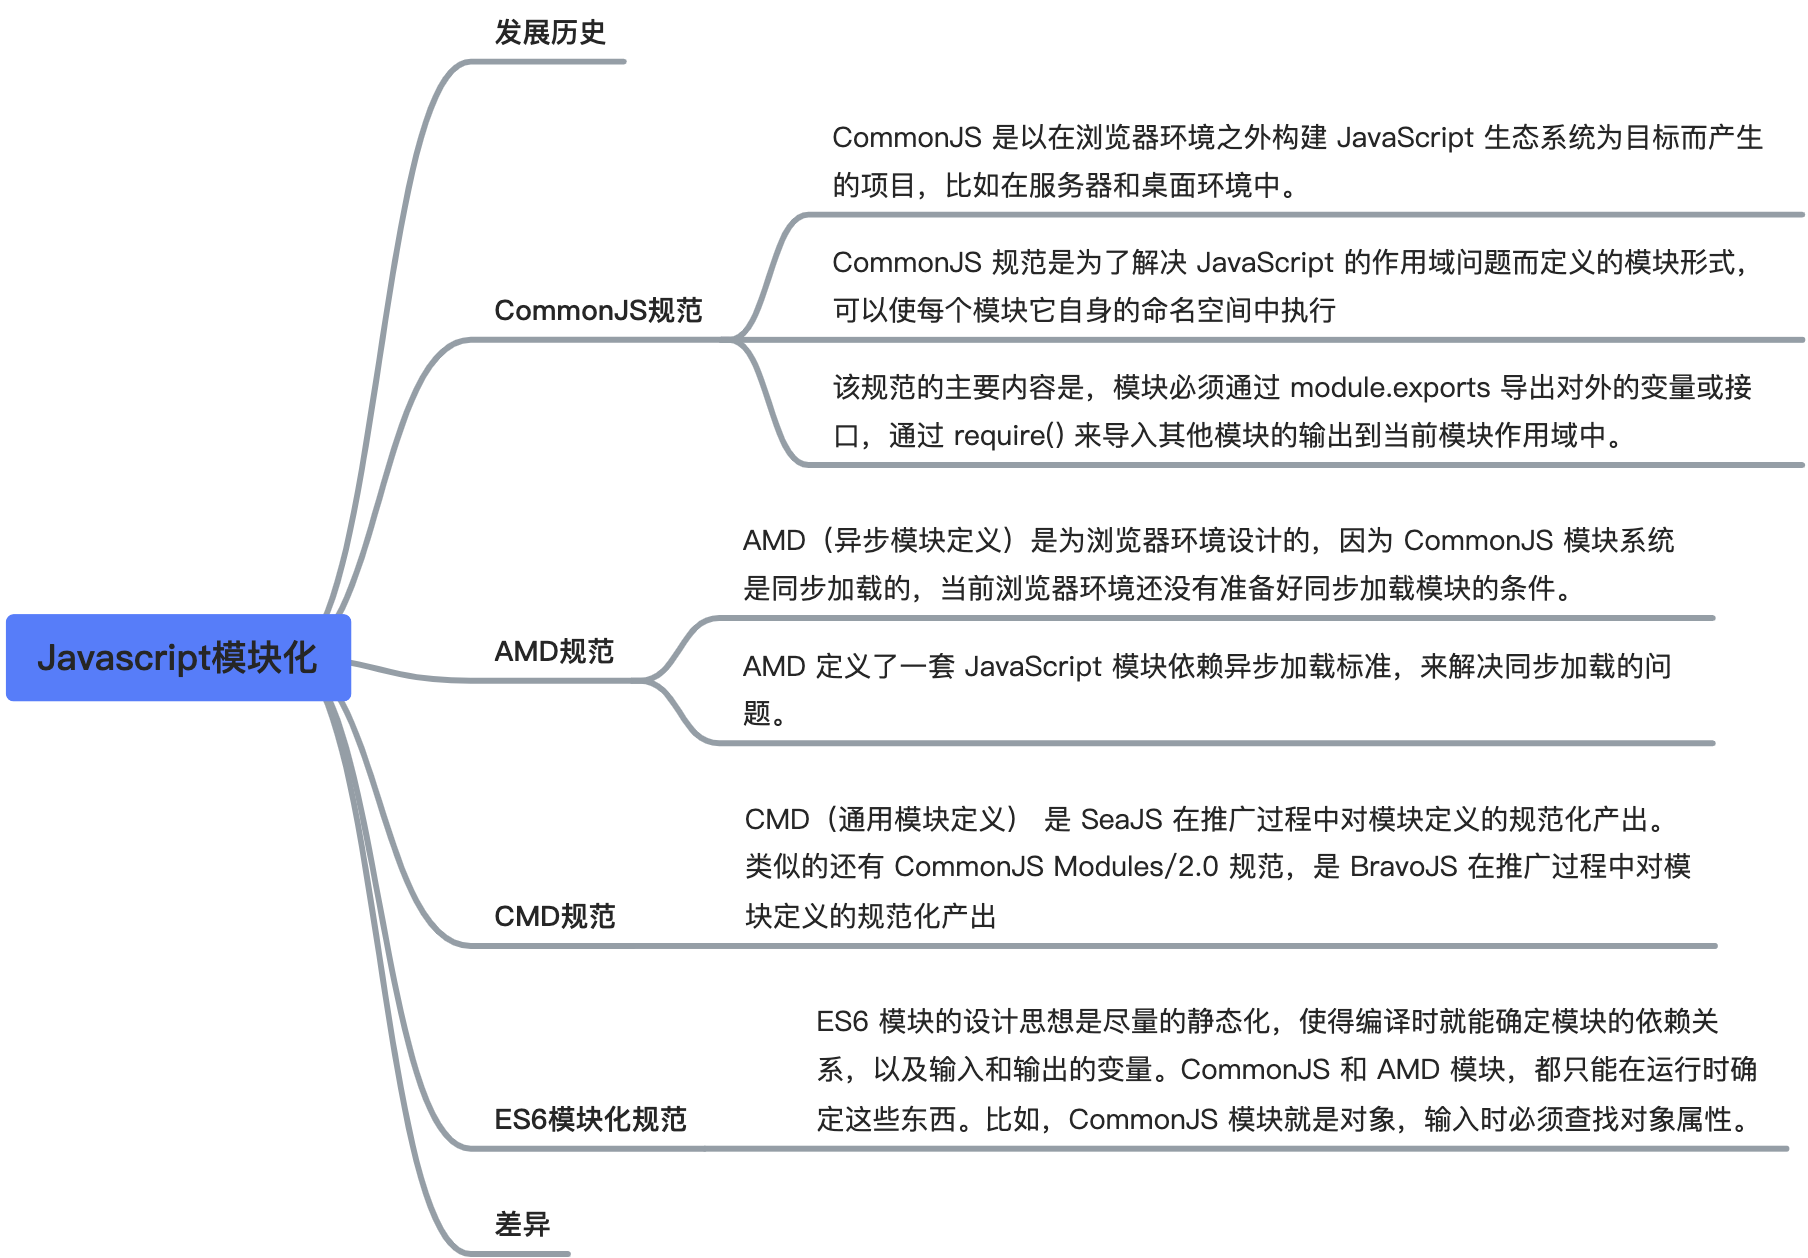 发展历史
CommonJS 是以在浏览器环境之外构建 JavaScript 生态系统为目标而产生
的项目，比如在服务器和桌面环境中。
CommonJS规范
CommonJS 规范是为了解决 JavaScript 的作用域问题而定义的模块形式，
可以使每个模块它自身的命名空间中执行
该规范的主要内容是，模块必须通过 module.exports 导出对外的变量或接
口，通过 require() 来导入其他模块的输出到当前模块作用域中。
Javascript模块化
AMD规范
AMD（异步模块定义）是为浏览器环境设计的，因为 CommonJS 模块系统
是同步加载的，当前浏览器环境还没有准备好同步加载模块的条件。
AMD 定义了一套 JavaScript 模块依赖异步加载标准，来解决同步加载的问
题。
CMD规范
CMD（通用模块定义） 是 SeaJS 在推广过程中对模块定义的规范化产出。
类似的还有 CommonJS Modules/2.0 规范，是 BravoJS 在推广过程中对模
块定义的规范化产出
ES6模块化规范
ES6 模块的设计思想是尽量的静态化，使得编译时就能确定模块的依赖关
系，以及输入和输出的变量。CommonJS 和 AMD 模块，都只能在运行时确
定这些东西。比如，CommonJS 模块就是对象，输入时必须查找对象属性。
差异